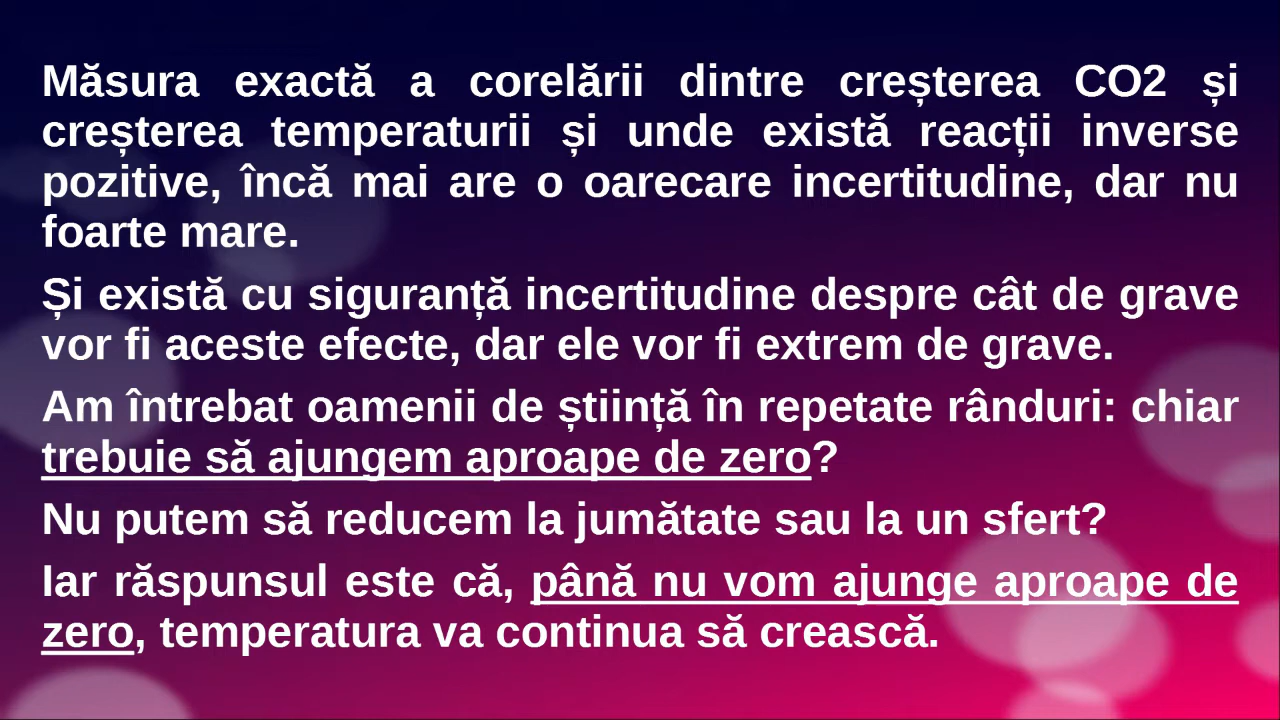 Măsura exactă a corelării dintre creșterea CO2 și
creșterea temperaturii și unde există reacții inverse
pozitive, încă mai are o oarecare incertitudine, dar nu
foarte mare.
Și există cu siguranță incertitudine despre cât de grave
vor fi aceste efecte, dar ele vor fi extrem de grave.
Am întrebat oamenii de știință în repetate rânduri: chiar
trebuie să ajungem aproape de zero?
Nu putem să reducem la jumătate sau la un sfert?
Iar răspunsul este că, până nu vom ajunge aproape de
zero, temperatura va continua să crească.